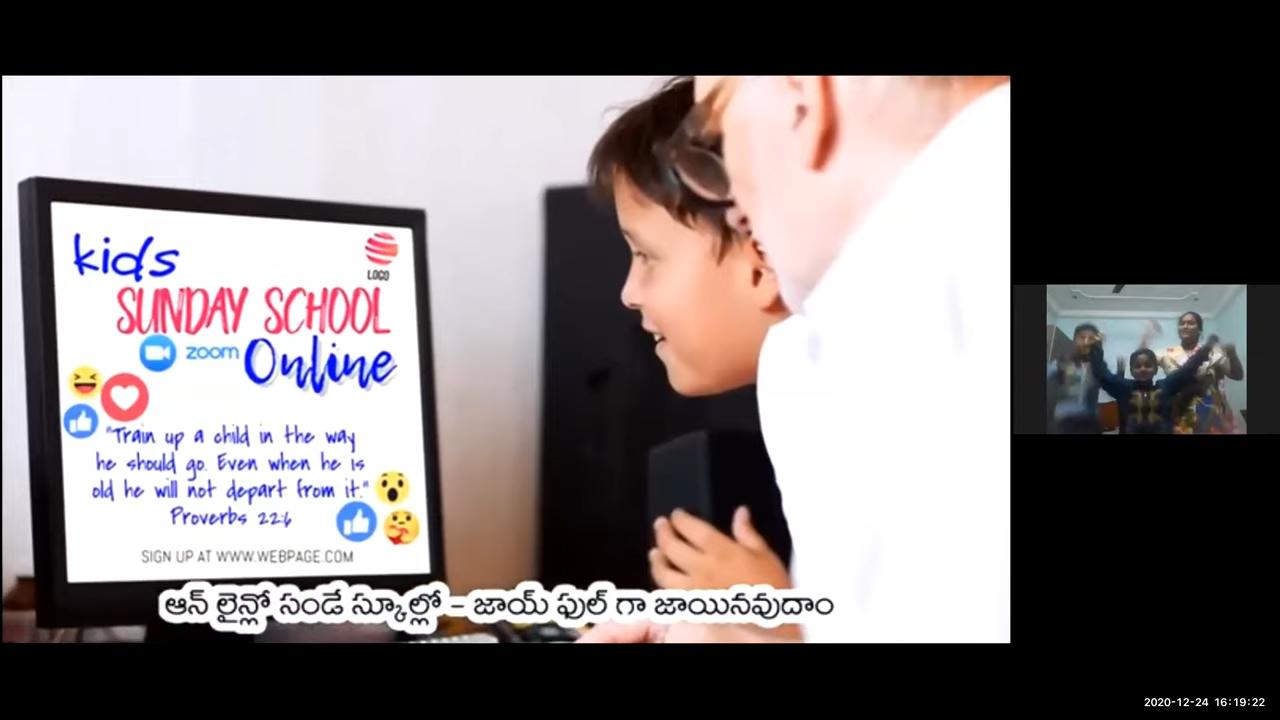 kids
LOGO
SUNDAY SCHOOL
zoom Online
"Train up a child in the way
he should go. Even when he is
old he will not depart from it."
Proverbs 22:6
SIGN UP AT WWW.WEBPAGE.COM
ఆన్ లైన్లో సండే స్కూల్లో – జాయ్ ఫుల్ గా జాయినవుదాం
2020-12-24 16:19:22